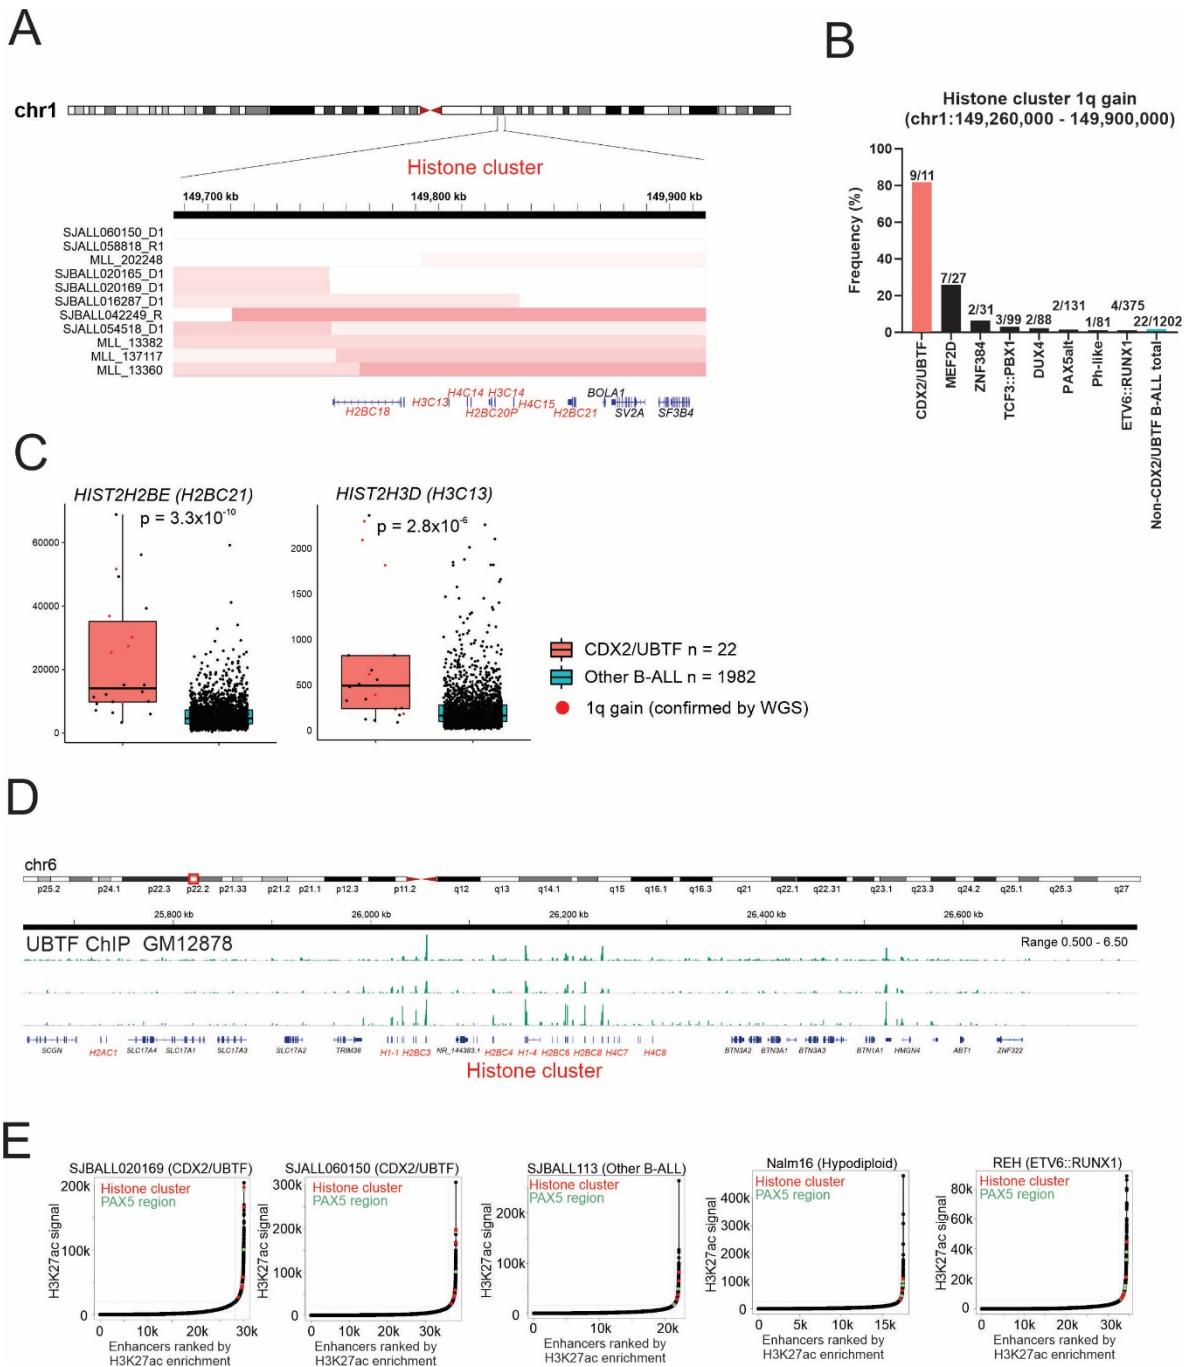 A
chr1
Histone cluster
149,700 kb 149,800 kb 149,900 kb
SJALL060150_D1
SJALL058818_R1
MLL_202248
SJBALL020165_D1
SJBALL020169_D1
SJBALL016287_D1
SJBALL042249_R
SJALL054518_D1
MLL_13382
MLL_137117
MLL_13360
H4C14 H3C14 BOLA1
H3C13 H4C15
H2BC18 H2BC20P H2BC21 SV2A SF3B4
B
Histone cluster 1q gain
(chr1:149,260,000 - 149,900,000)
Frequency (%)
100
80
60
40
20
0
9/11
7/27
2/31
3/99
2/88
2/131
1/81
4/375
22/1202
CDX2/UBTF
MEF2D
ZNF384
TCF3::PBX1
DUX4
PAX5alt
Ph-like
ETV6::RUNX1
Non-CDX2/UBTF B-ALL total
C
HIST2H2BE (H2BC21)
p = 3.3x10-10
60000
40000
20000
0
HIST2H3D (H3C13)
p = 2.8x10-6
2000
1500
1000
500
0
CDX2/UBTF n = 22
Other B-ALL n = 1982
1q gain (confirmed by WGS)
D
chr6
p25.2 p24.1 p22.3 p22.2 p21.33 p21.2 p21.1 p12.3 p11.2 q12 q13 q14.1 q15 q16.1 q16.3 q21 q22.1 q22.31 q23.1 q23.3 q24.2 q25.1 q25.3 q27
25,800 kb 26,000 kb 26,200 kb 26,400 kb 26,600 kb
UBTF ChIP GM12878
Range 0.500 - 6.50
SCGN H2AC1 SLC17A4 SLC17A1 SLC17A3 SLC17A2 TRIM38 H1-1 H2BC3 NR_144383.1 H2BC4 H1-4 H2BC6 H2BC8 H4C7 H4C8 BTN3A2 BTN3A1 BTN3A3 BTN1A1 HMGN4 ABT1 ZNF322
Histone cluster
E
SJBALL020169 (CDX2/UBTF)
Histone cluster
PAX5 region
H3K27ac signal
200k
100k
0
0 10k 20k 30k
Enhancers ranked by
H3K27ac enrichment
SJALL060150 (CDX2/UBTF)
Histone cluster
PAX5 region
H3K27ac signal
300k
200k
100k
0
0 10k 20k 30k
Enhancers ranked by
H3K27ac enrichment
SJBALL113 (Other B-ALL)
Histone cluster
PAX5 region
H3K27ac signal
200k
100k
0
0 10k 20k
Enhancers ranked by
H3K27ac enrichment
Nalm16 (Hypodiploid)
Histone cluster
PAX5 region
H3K27ac signal
400k
300k
200k
100k
0
0 5k 10k 15k
Enhancers ranked by
H3K27ac enrichment
REH (ETV6::RUNX1)
Histone cluster
PAX5 region
H3K27ac signal
80k
60k
40k
20k
0
0 10k 20k 30k
Enhancers ranked by
H3K27ac enrichment